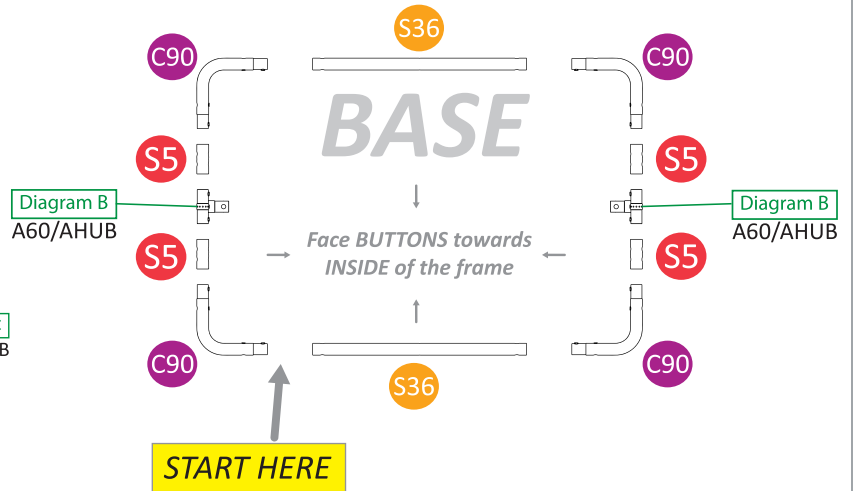 S36
C90
C90
BASE
S5
S5
Diagram B
A60/AHUB
Diagram B
A60/AHUB
Face BUTTONS towards
INSIDE of the frame
S5
S5
B
C90
C90
S36
START HERE